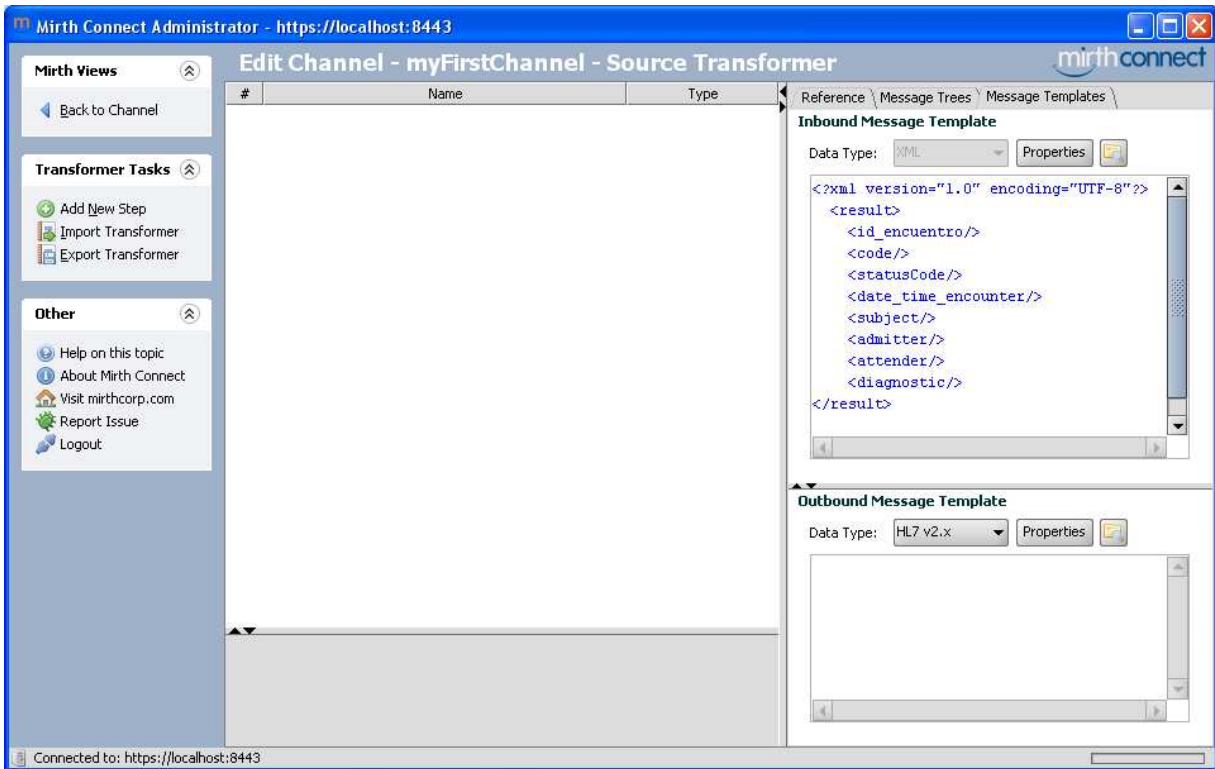 Mirth Connect Administrator - https://localhost:8443
Mirth Views
Back to Channel
Transformer Tasks
Add New Step
Import Transformer
Export Transformer
Other
Help on this topic
About Mirth Connect
Visit mirthcorp.com
Report Issue
Logout
Edit Channel - myFirstChannel - Source Transformer
mirthconnect
# Name Type
Reference Message Trees Message Templates
Inbound Message Template
Data Type: XML Properties
<?xml version="1.0" encoding="UTF-8"?>
<result>
<id_encuentro/>
<code/>
<statusCode/>
<date_time_encounter/>
<subject/>
<admitter/>
<attender/>
<diagnostic/>
</result>
Outbound Message Template
Data Type: HL7 v2.x Properties
Connected to: https://localhost:8443